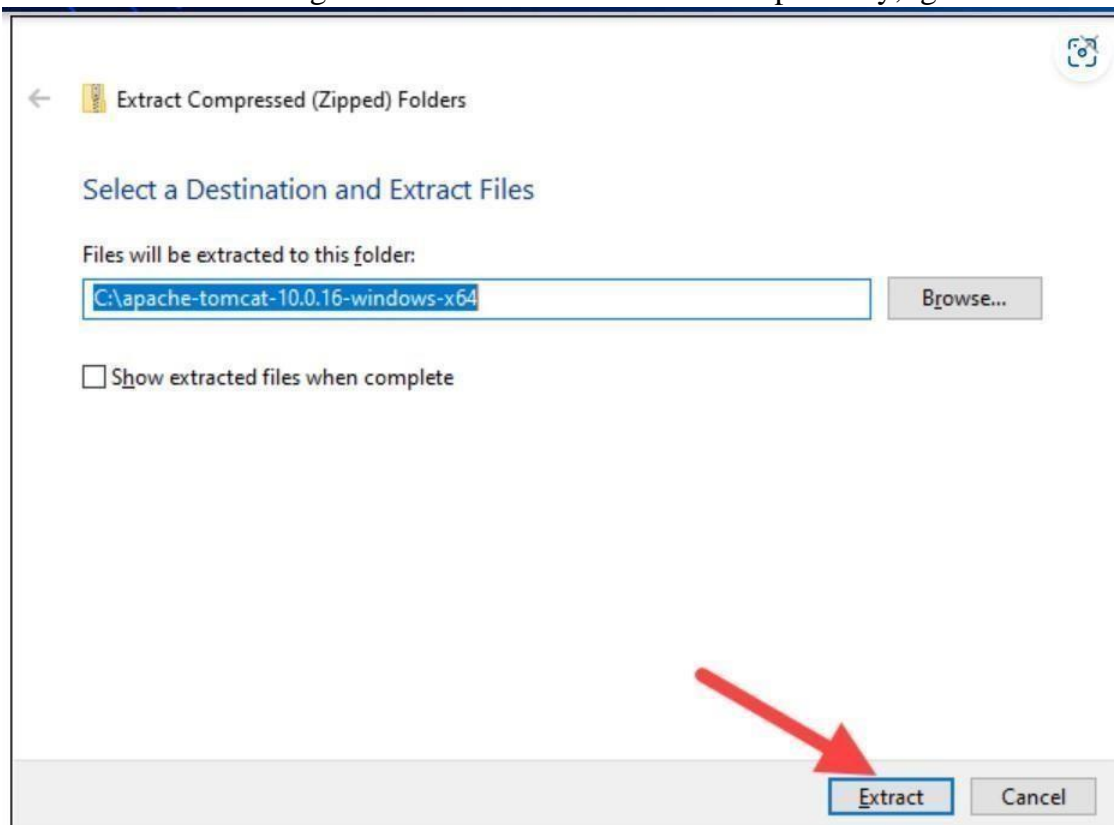 Extract Compressed (Zipped) Folders
Select a Destination and Extract Files
Files will be extracted to this folder:
C:\apache-tomcat-10.0.16-windows-x64
Browse...
Show extracted files when complete
Extract
Cancel